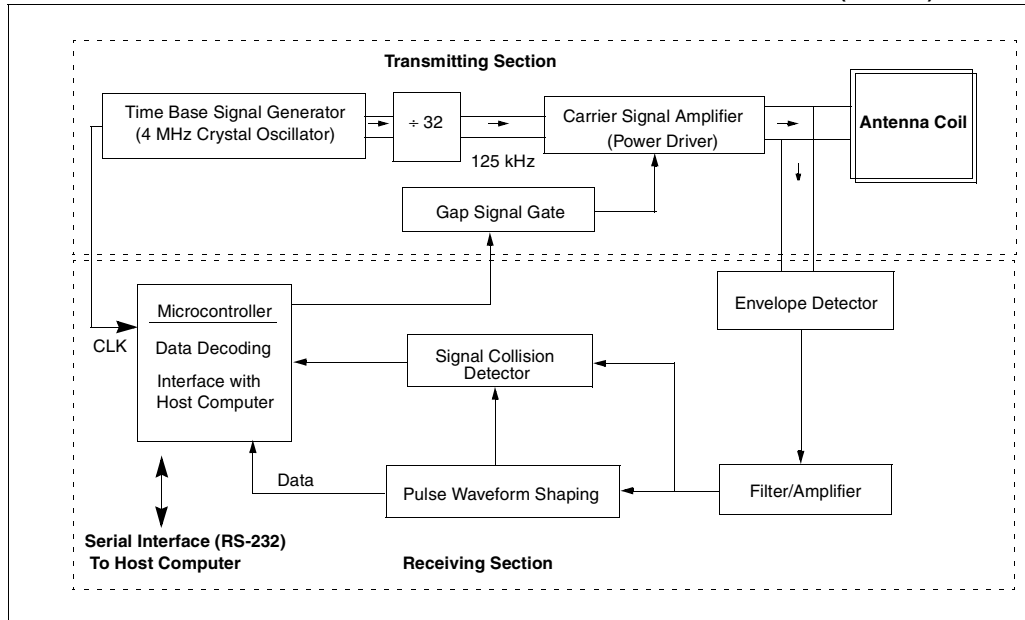 Transmitting Section
Time Base Signal Generator
(4 MHz Crystal Oscillator)
÷ 32
125 kHz
Carrier Signal Amplifier
(Power Driver)
Antenna Coil
Gap Signal Gate
Microcontroller
Data Decoding
Interface with
Host Computer
CLK
Envelope Detector
Signal Collision
Detector
Data
Pulse Waveform Shaping
Filter/Amplifier
Serial Interface (RS-232)
To Host Computer
Receiving Section